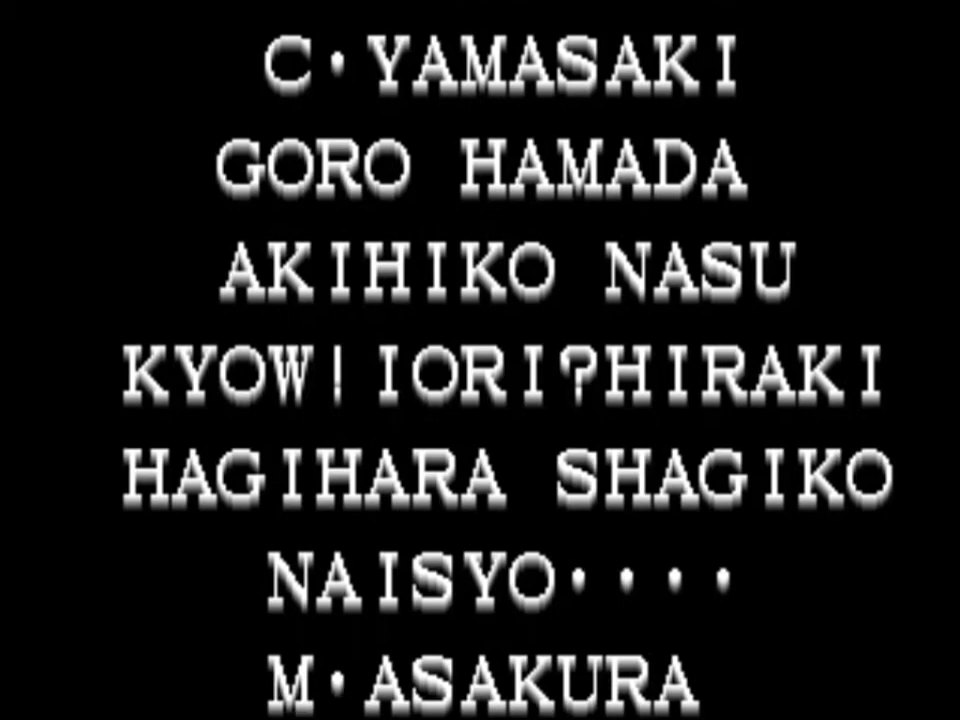 C・YAMASAKI
GORO HAMADA
AKIHIKO NASU
KYOW!IORI?HIRAKI
HAGIHARA SHAGIKO
NAISYO・・・・
M・ASAKURA